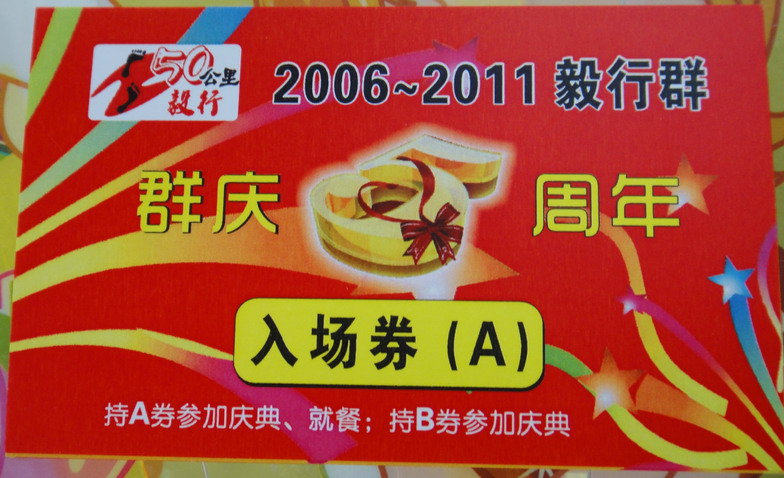 50公里
毅行
2006~2011 毅行群
群庆 周年
入场券 (A)
持A券参加庆典、就餐；持B券参加庆典